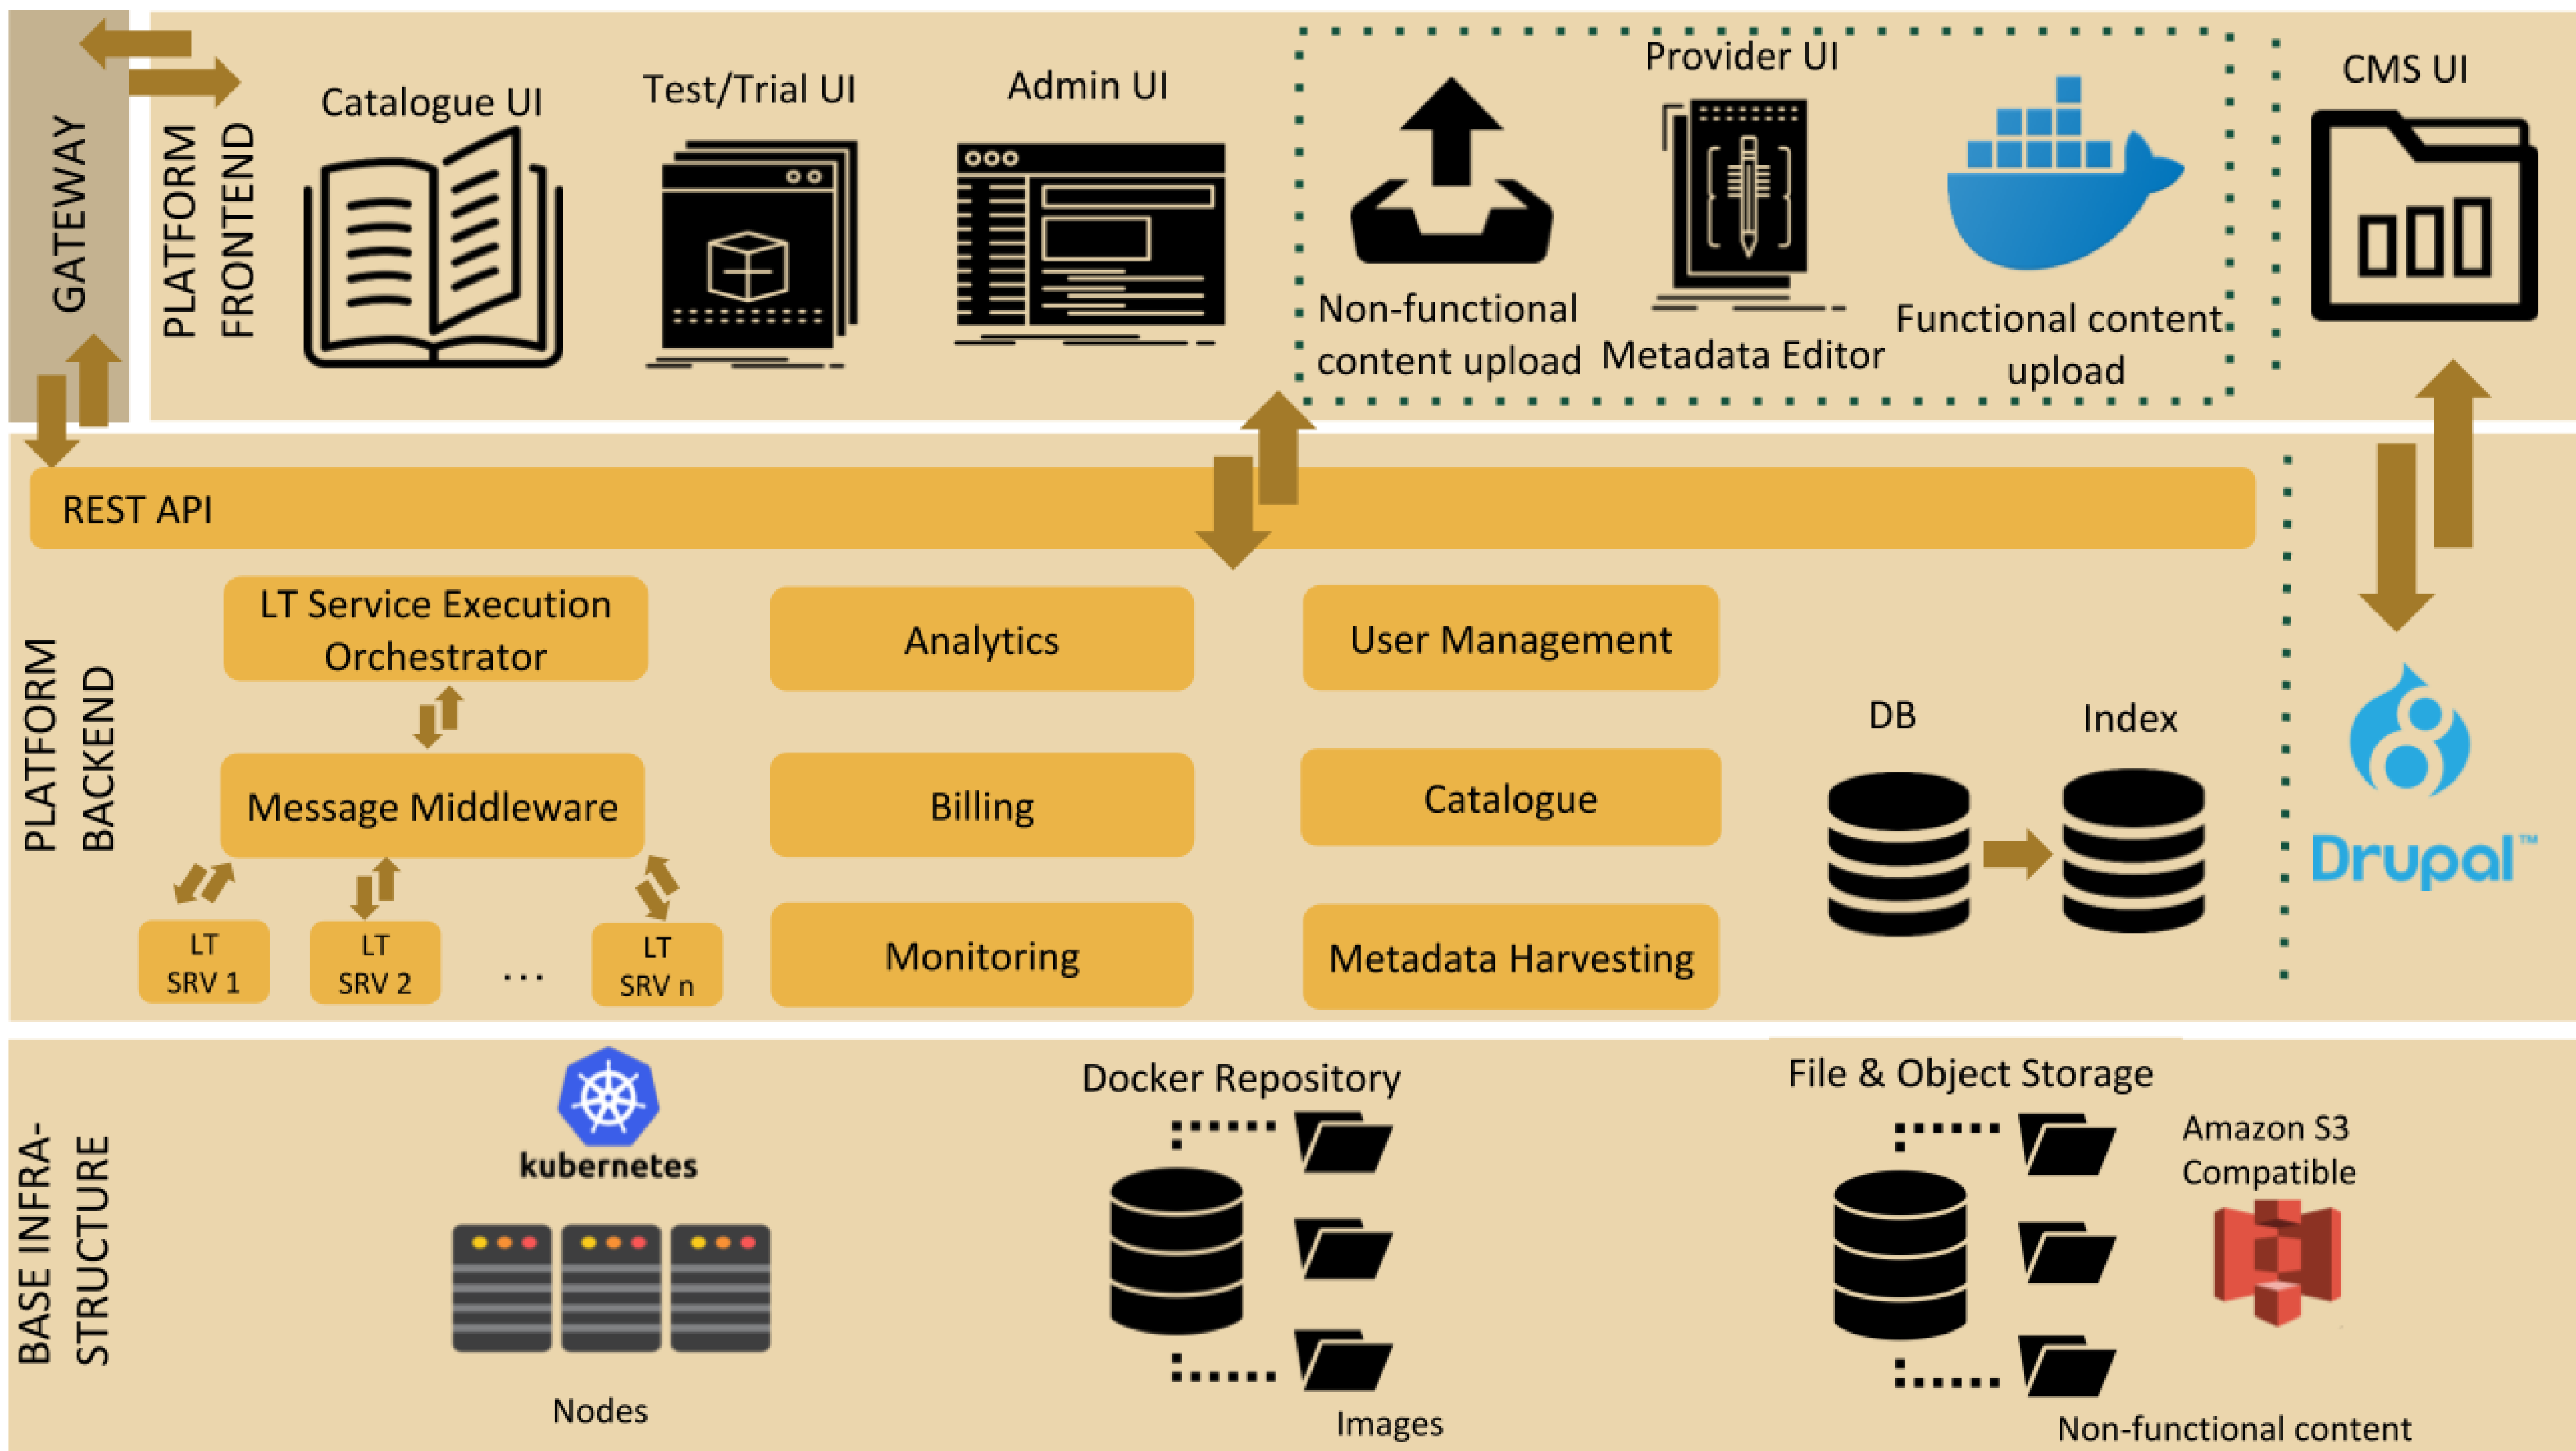 GATEWAY
PLATFORM
FRONTEND
Catalogue UI
Test/Trial UI
Admin UI
Provider UI
Non-functional
content upload
Metadata Editor
Functional content
upload
CMS UI
REST API
PLATFORM
BACKEND
LT Service Execution
Orchestrator
Message Middleware
LT
SRV 1
LT
SRV 2
...
LT
SRV n
Analytics
Billing
Monitoring
User Management
Catalogue
Metadata Harvesting
DB
Index
Drupal™
BASE INFRA-
STRUCTURE
kubernetes
Nodes
Docker Repository
Images
File & Object Storage
Amazon S3
Compatible
Non-functional content